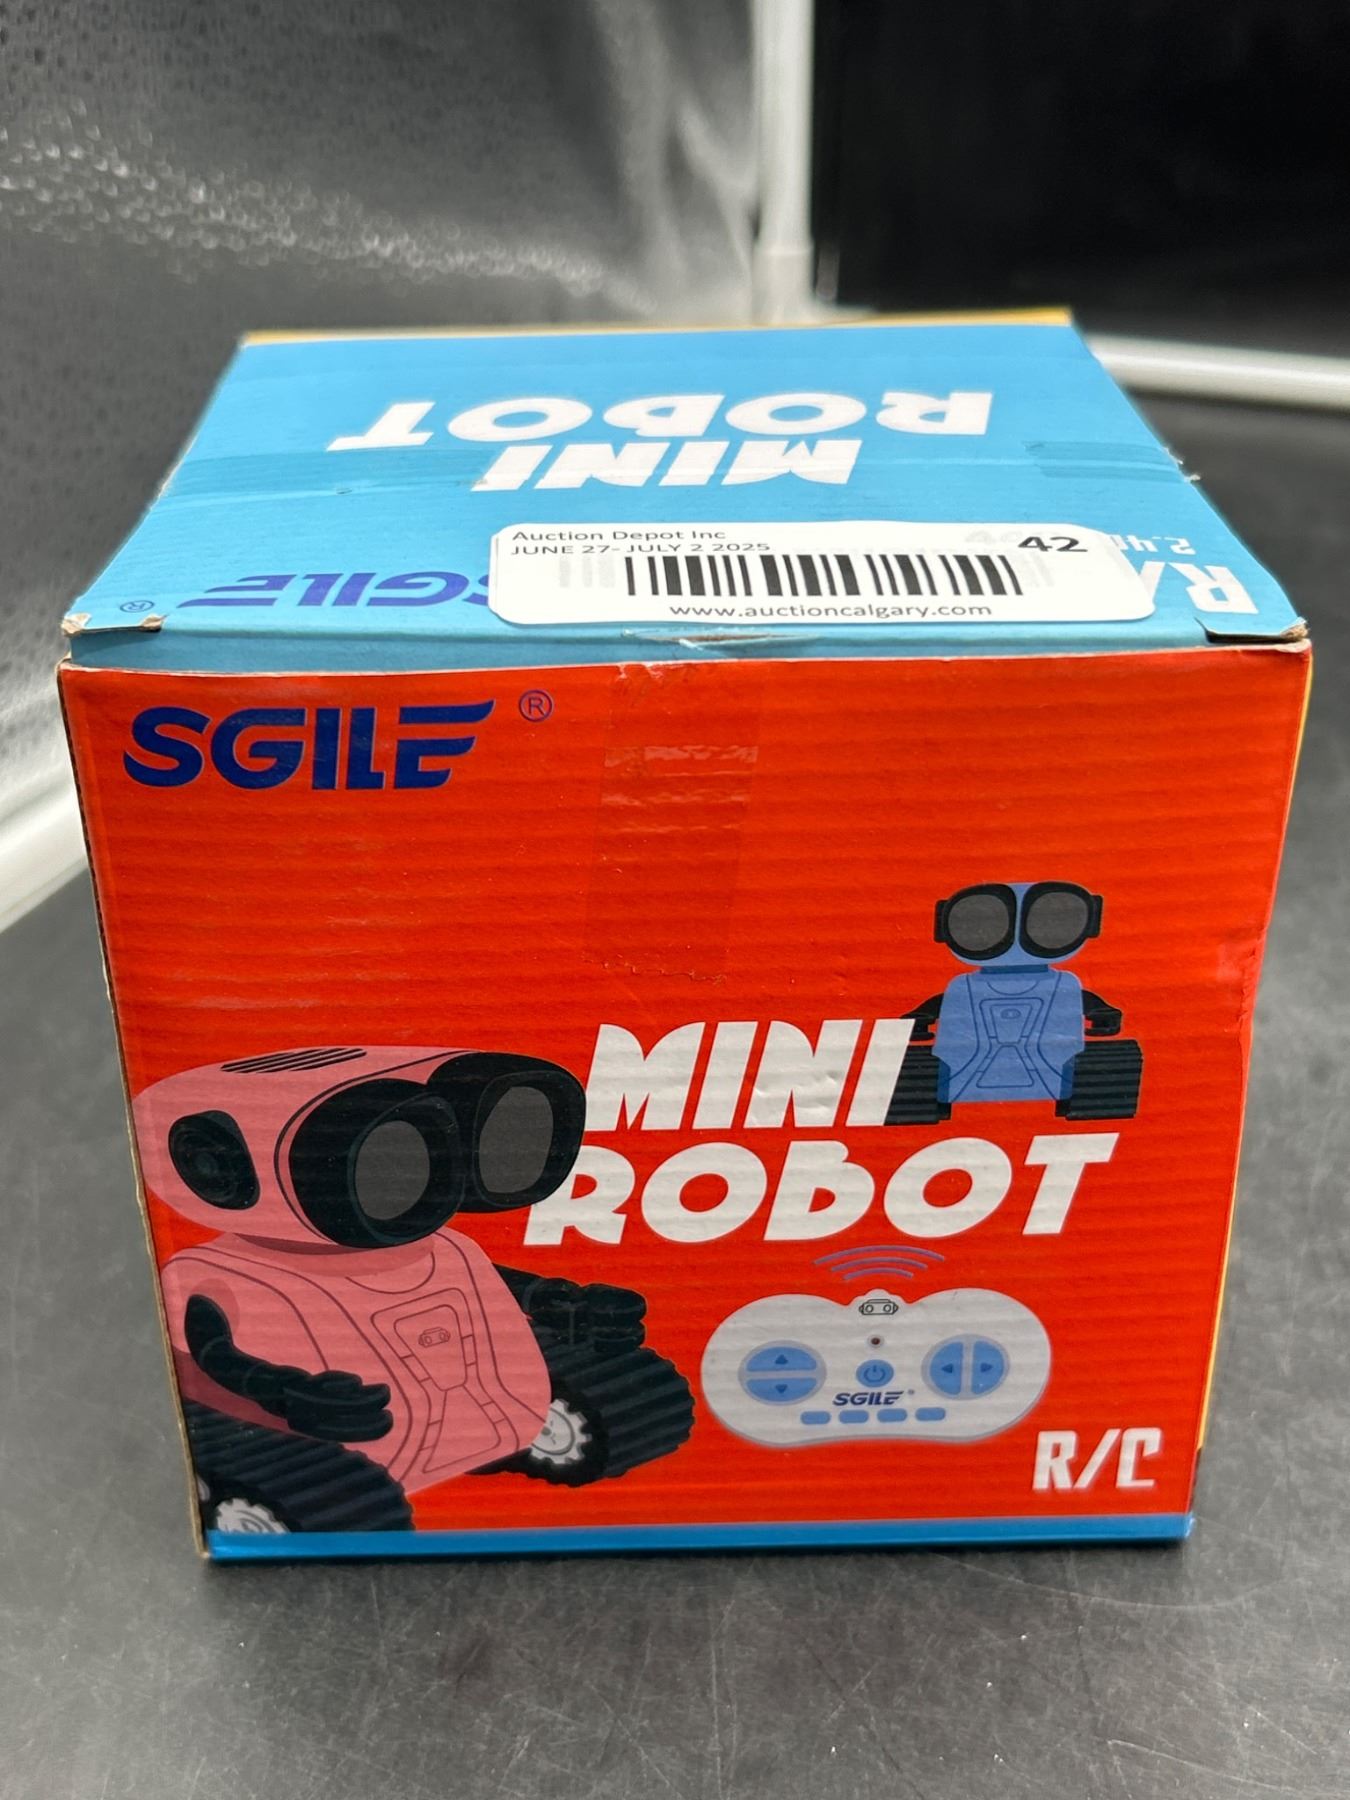 MINI
ROBOT
SGILE ®
Auction Depot Inc
JUNE 27- JULY 2 2025
42
www.auctioncalgary.com
SGILE ®
MINI
ROBOT
SGILE
R/C